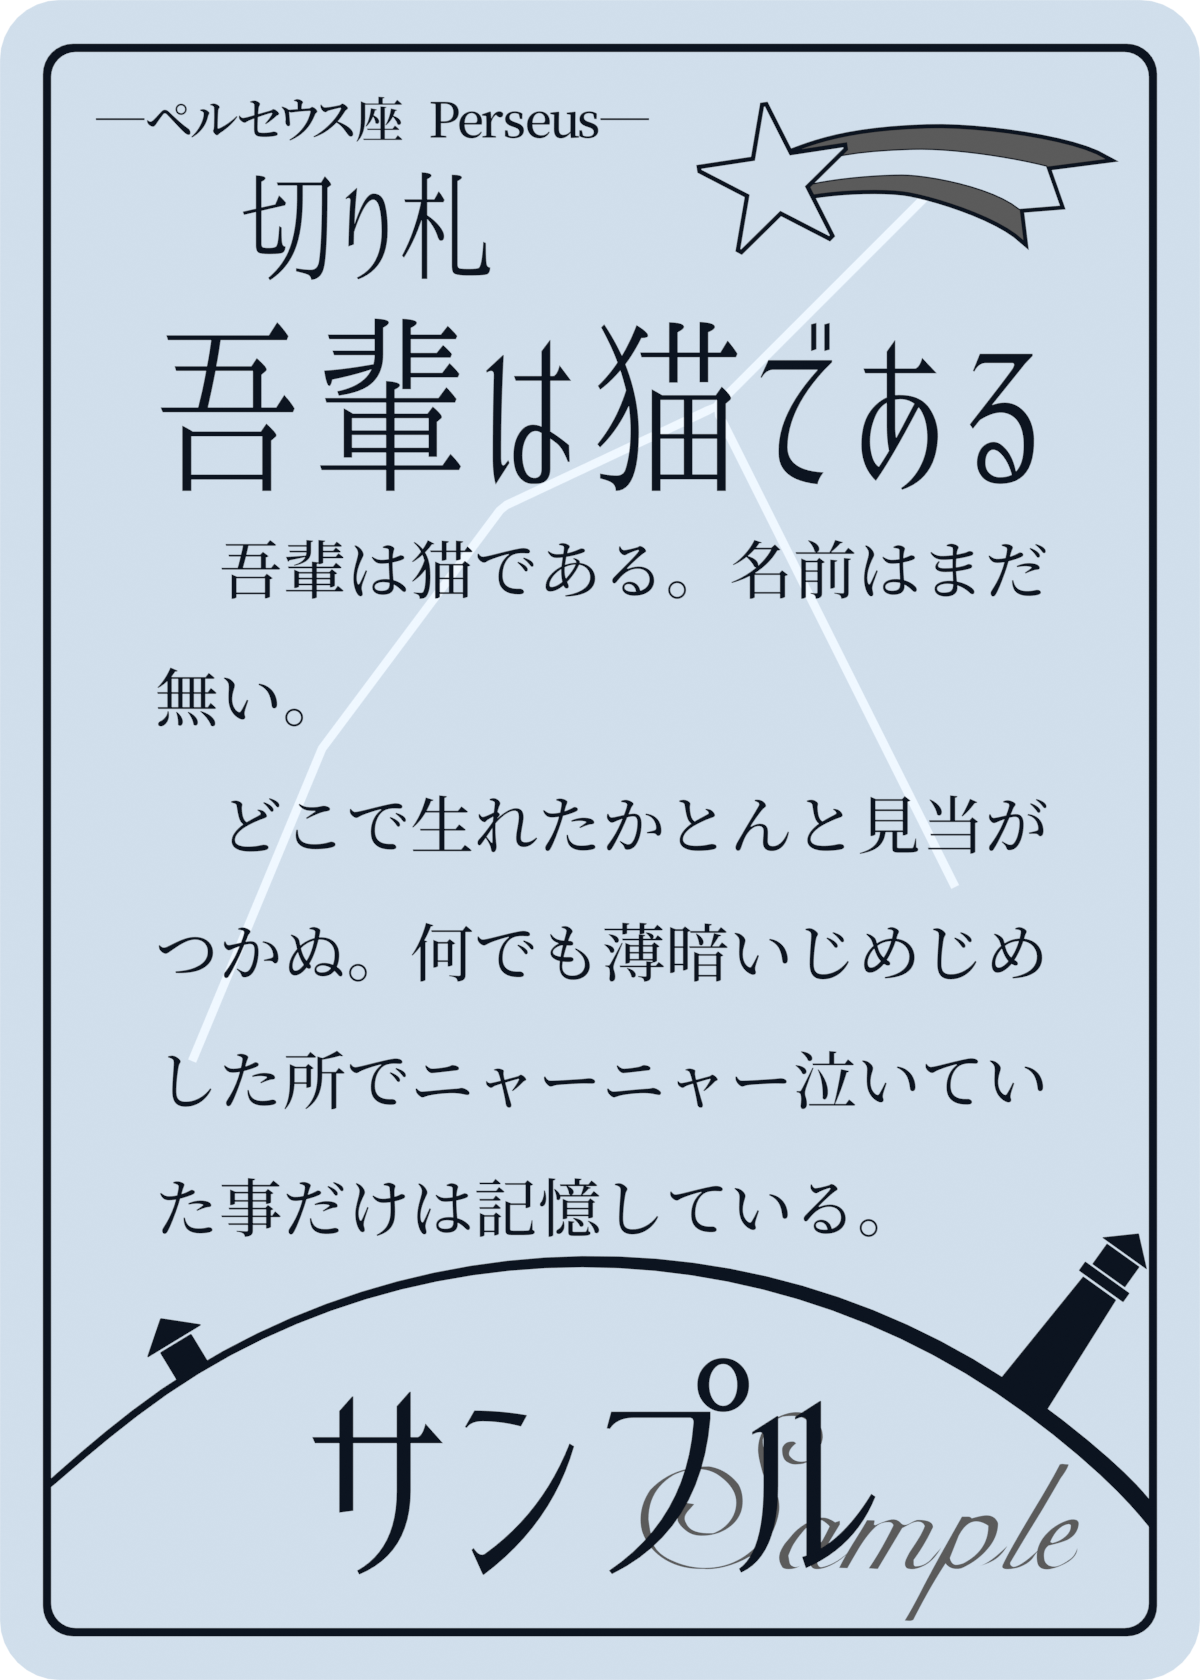 ―ペルセウス座 Perseus―
切り札
吾輩は猫である
　吾輩は猫である。名前はまだ
無い。
　どこで生れたかとんと見当が
つかぬ。何でも薄暗いじめじめ
した所でニャーニャー泣いてい
た事だけは記憶している。
サンプル
Sample